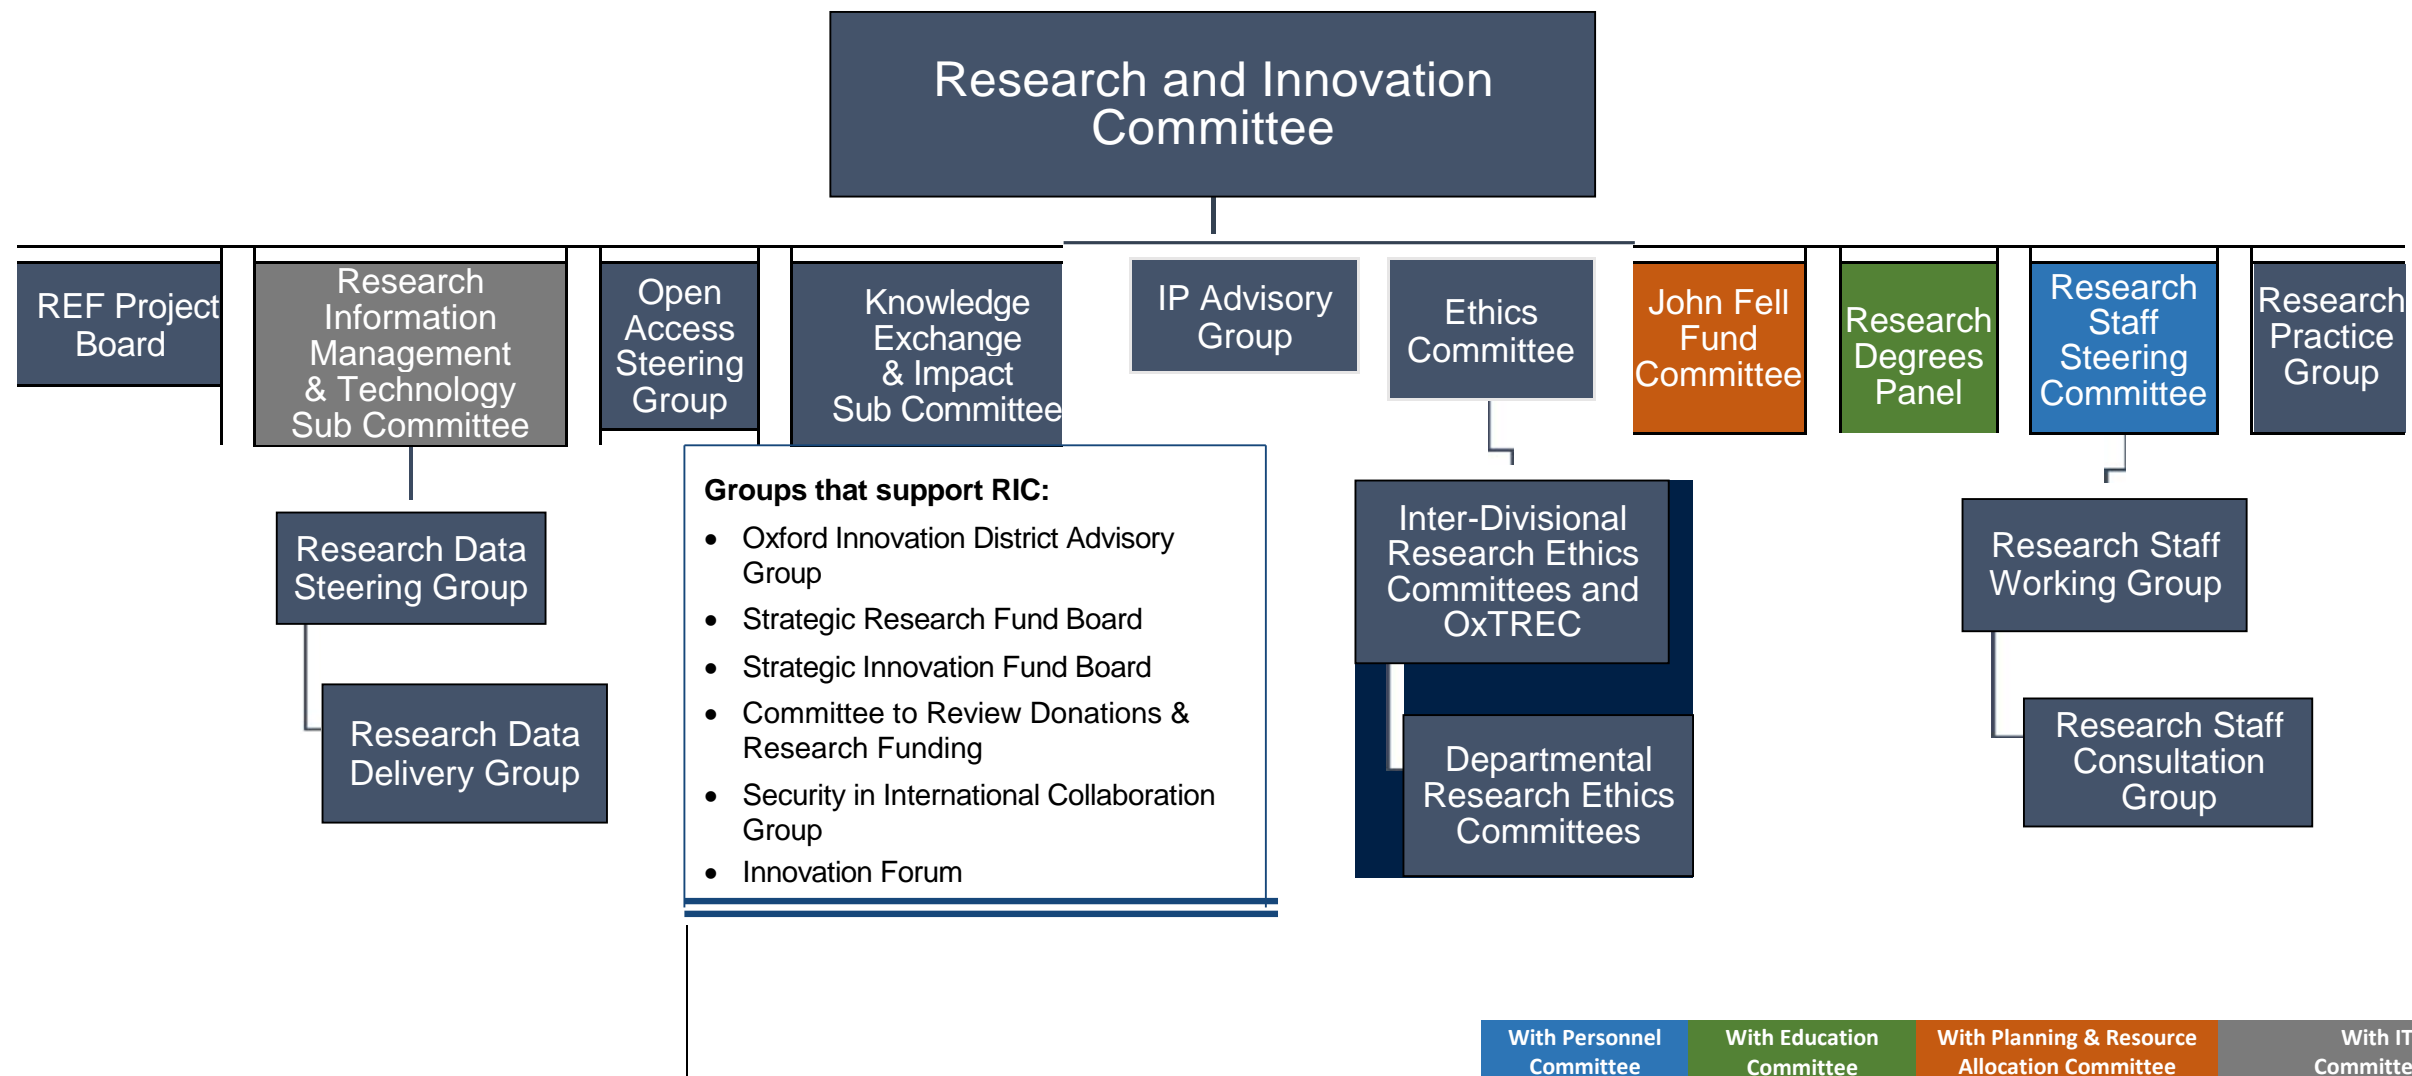 Research and Innovation
Committee
REF Project
Board
Research
Information
Management
& Technology
Sub Committee
Open
Access
Steering
Group
Knowledge
Exchange
& Impact
Sub Committee
IP Advisory
Group
Ethics
Committee
John Fell
Fund
Committee
Research
Degrees
Panel
Research
Staff
Steering
Committee
Research
Practice
Group
Research Data
Steering Group
Research Data
Delivery Group
Groups that support RIC:
• Oxford Innovation District Advisory
Group
• Strategic Research Fund Board
• Strategic Innovation Fund Board
• Committee to Review Donations &
Research Funding
• Security in International Collaboration
Group
• Innovation Forum
Inter-Divisional
Research Ethics
Committees and
OxTREC
Departmental
Research Ethics
Committees
Research Staff
Working Group
Research Staff
Consultation
Group
With Personnel
Committee
With Education
Committee
With Planning & Resource
Allocation Committee
With IT
Committe